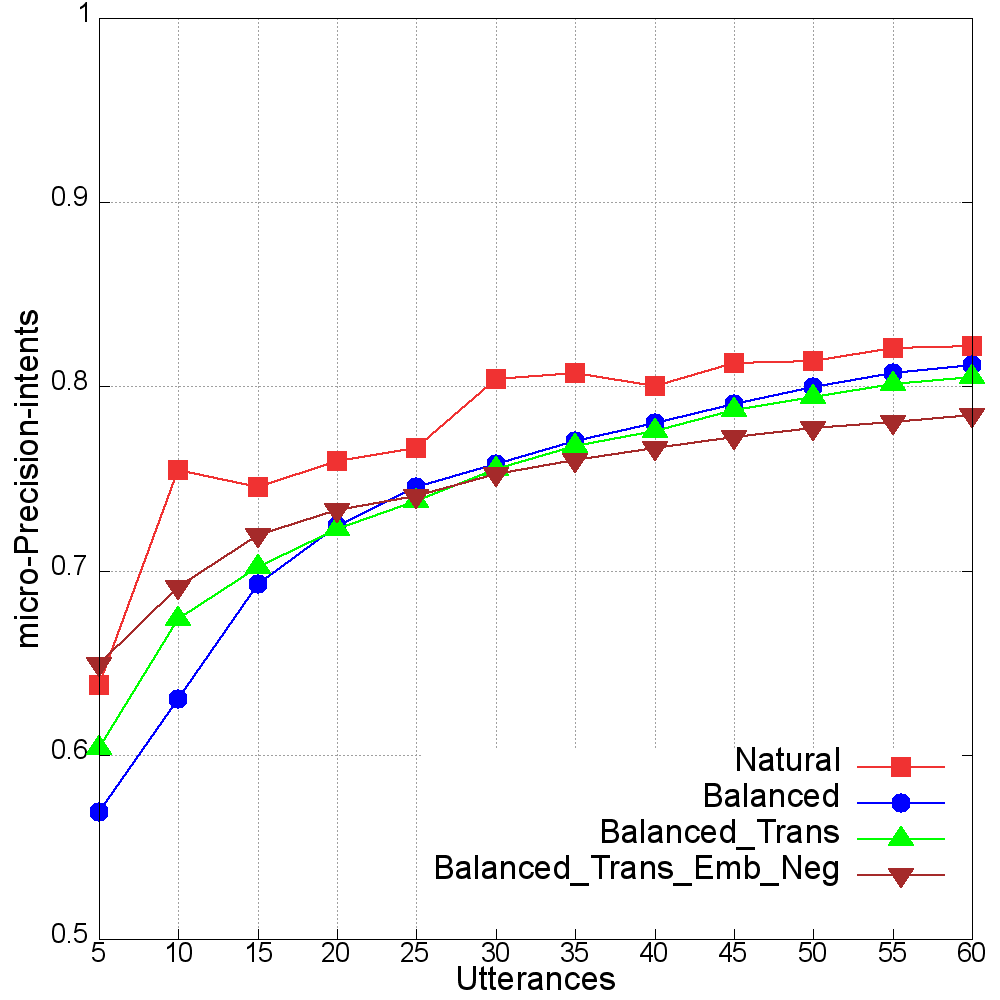 1
0.9
0.8
0.7
0.6
0.5
micro-Precision-intents
Natural
Balanced
Balanced_Trans
Balanced_Trans_Emb_Neg
5 10 15 20 25 30 35 40 45 50 55 60
Utterances